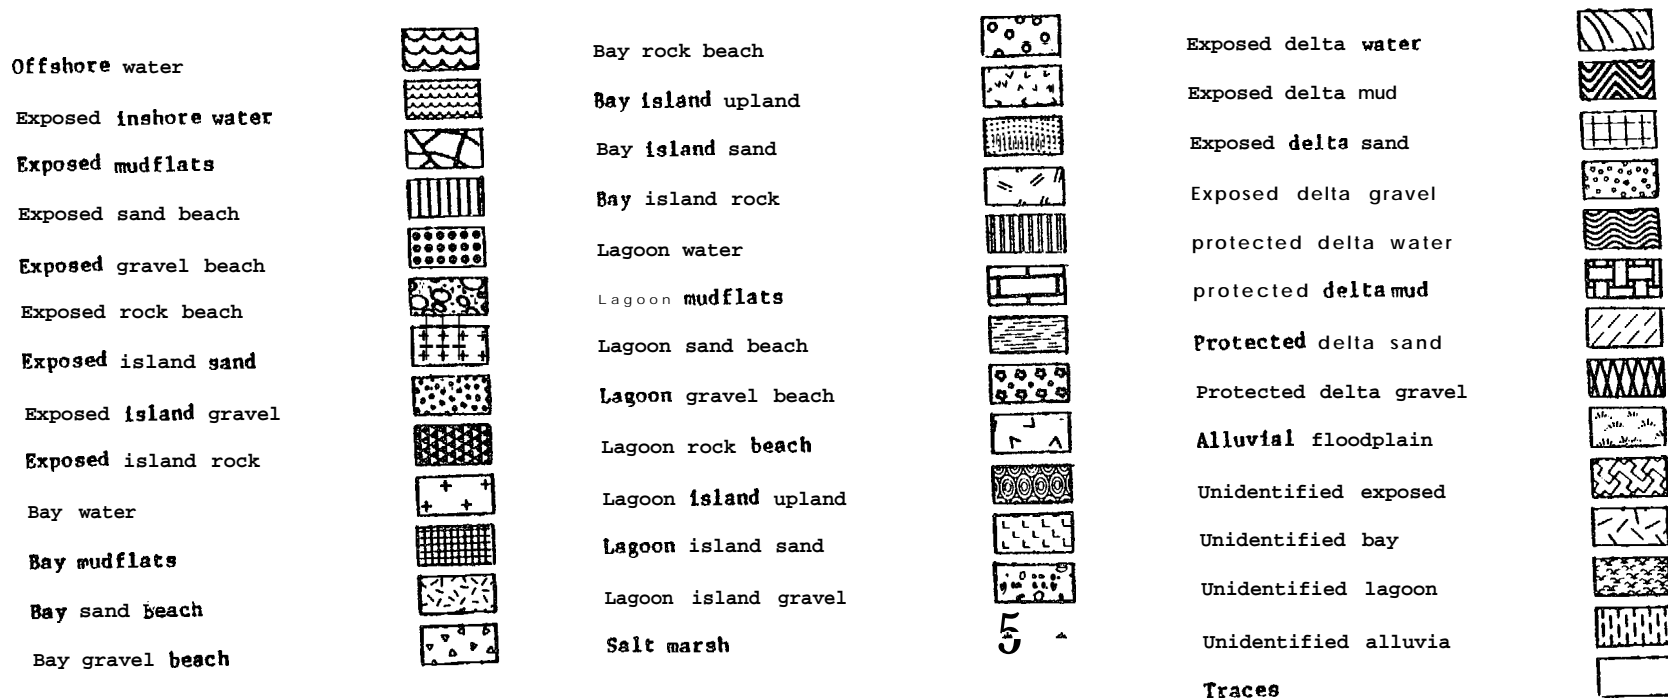 Offshore water
Exposed inshore water
Exposed mudflats
Exposed sand beach
Exposed gravel beach
Exposed rock beach
Exposed island sand
Exposed island gravel
Exposed island rock
Bay water
Bay mudflats
Bay sand beach
Bay gravel beach
Bay rock beach
Bay island upland
Bay island sand
Bay island rock
Lagoon water
Lagoon mudflats
Lagoon sand beach
Lagoon gravel beach
Lagoon rock beach
Lagoon island upland
Lagoon island sand
Lagoon island gravel
Salt marsh 5
Exposed delta water
Exposed delta mud
Exposed delta sand
Exposed delta gravel
protected delta water
protected delta mud
Protected delta sand
Protected delta gravel
Alluvial floodplain
Unidentified exposed
Unidentified bay
Unidentified lagoon
Unidentified alluvia
Traces